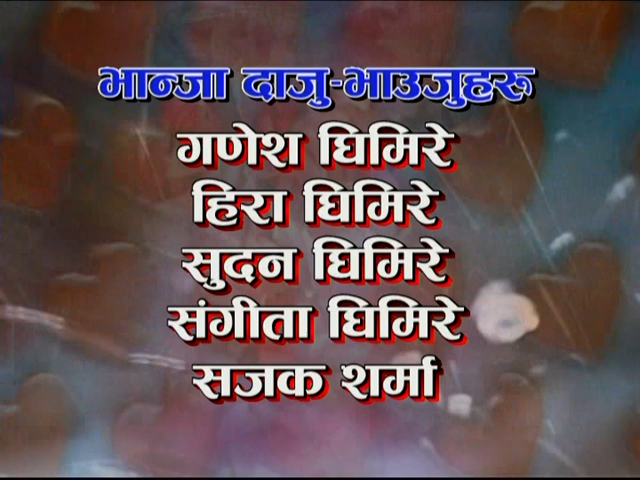 भान्जा दाजु-भाउजुहरू
गणेश घिमिरे
हिरा घिमिरे
सुदन घिमिरे
संगीता घिमिरे
सजक शर्मा